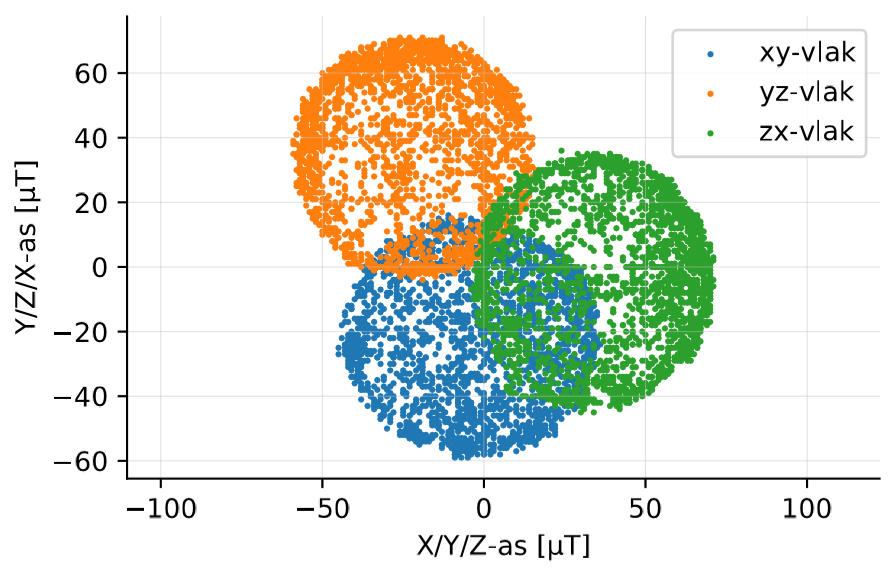 60
40
20
0
−20
−40
−60
Y/Z/X-as [µT]
−100
−50
0
50
100
X/Y/Z-as [µT]
xy-vlak
yz-vlak
zx-vlak